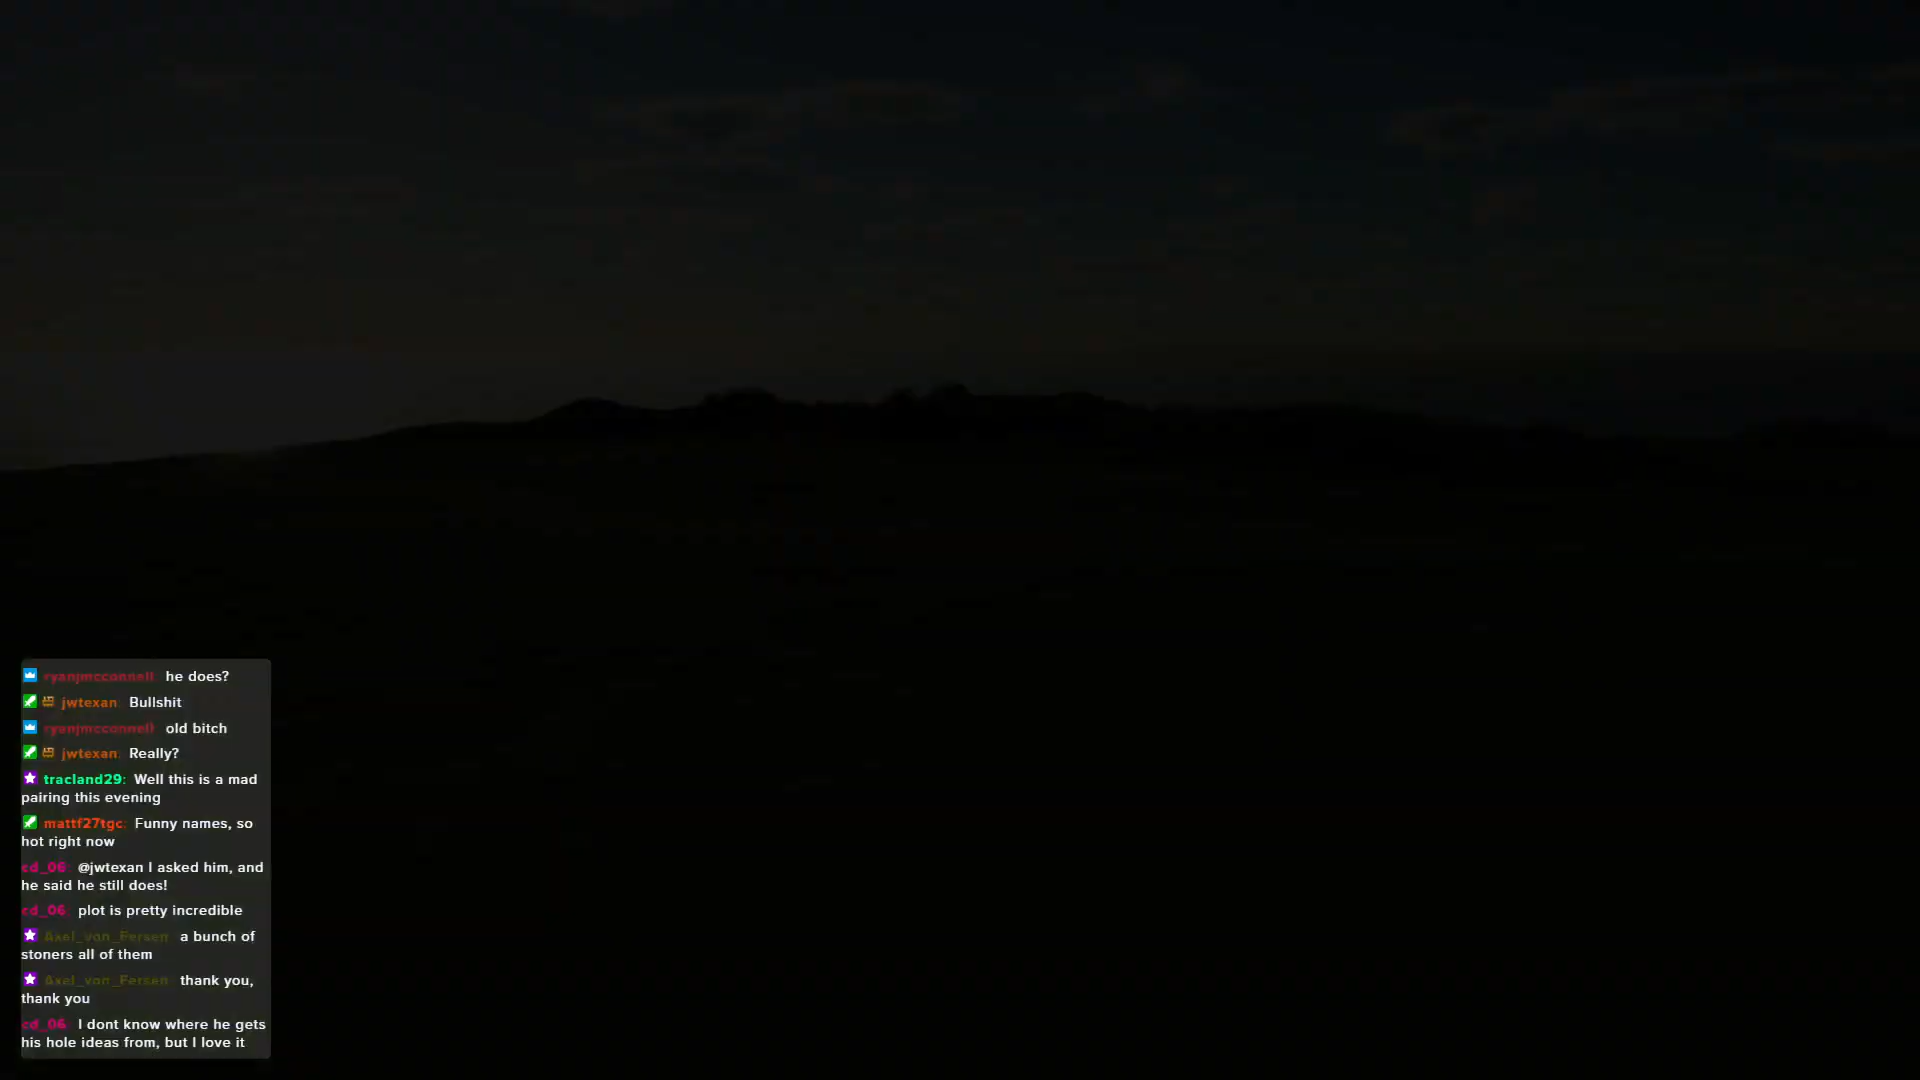 ryanjmcconnell: he does?
jwtexan: Bullshit
ryanjmcconnell: old bitch
jwtexan: Really?
tracland29: Well this is a mad
pairing this evening
mattf27tgc: Funny names, so
hot right now
cd_06: @jwtexan I asked him, and
he said he still does!
cd_06: plot is pretty incredible
Axel_von_Fersen: a bunch of
stoners all of them
Axel_von_Fersen: thank you,
thank you
cd_06: I dont know where he gets
his hole ideas from, but I love it